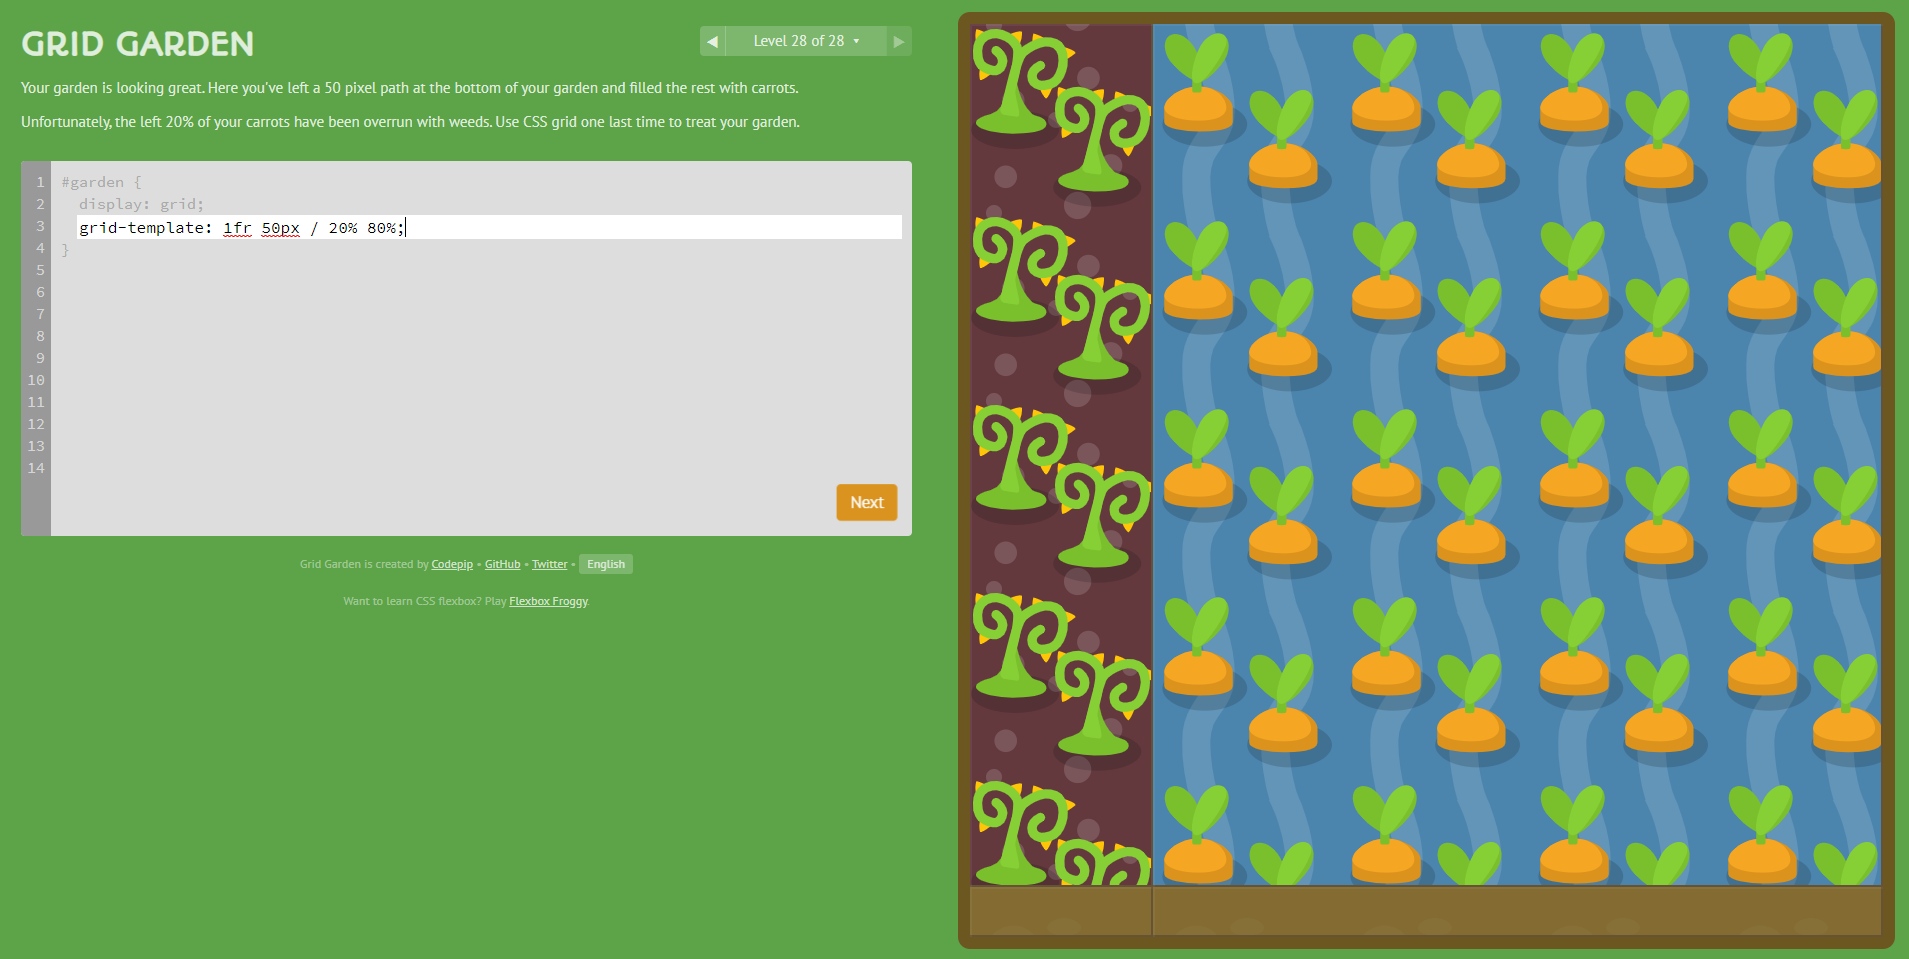 GRID GARDEN
◀ Level 28 of 28 ▾ ▶
Your garden is looking great. Here you've left a 50 pixel path at the bottom of your garden and filled the rest with carrots.
Unfortunately, the left 20% of your carrots have been overrun with weeds. Use CSS grid one last time to treat your garden.
1 #garden {
2 display: grid;
3 grid-template: 1fr 50px / 20% 80%;
4 }
5
6
7
8
9
10
11
12
13
14
Next
Grid Garden is created by Codepip • GitHub • Twitter • English
Want to learn CSS flexbox? Play Flexbox Froggy.